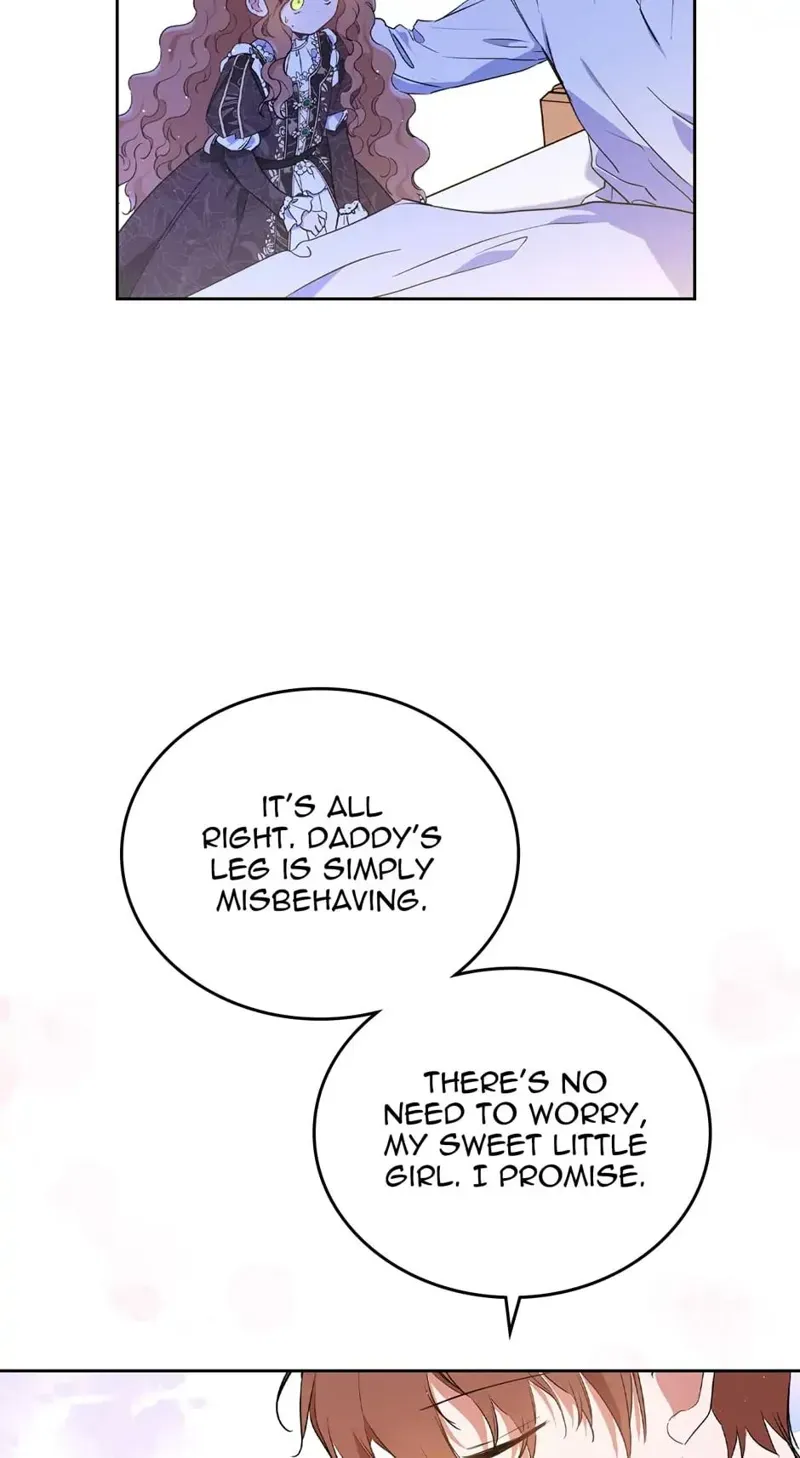 IT'S ALL
RIGHT. DADDY'S
LEG IS SIMPLY
MISBEHAVING.
THERE'S NO
NEED TO WORRY,
MY SWEET LITTLE
GIRL. I PROMISE.